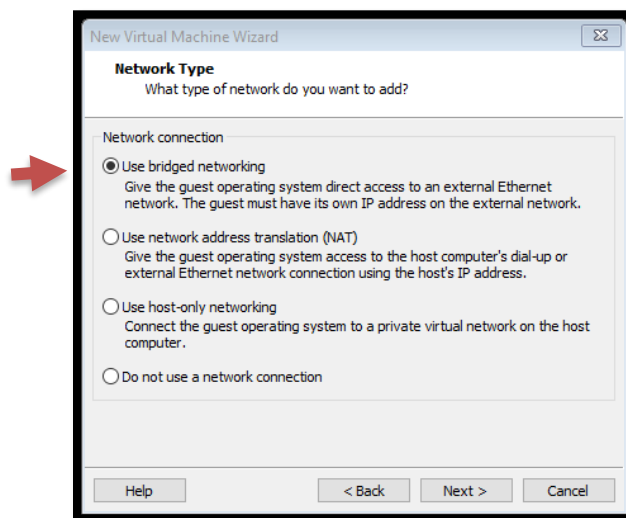 New Virtual Machine Wizard
Network Type
What type of network do you want to add?
Network connection
Use bridged networking
Give the guest operating system direct access to an external Ethernet
network. The guest must have its own IP address on the external network.
Use network address translation (NAT)
Give the guest operating system access to the host computer's dial-up or
external Ethernet network connection using the host's IP address.
Use host-only networking
Connect the guest operating system to a private virtual network on the host
computer.
Do not use a network connection
Help
< Back
Next >
Cancel